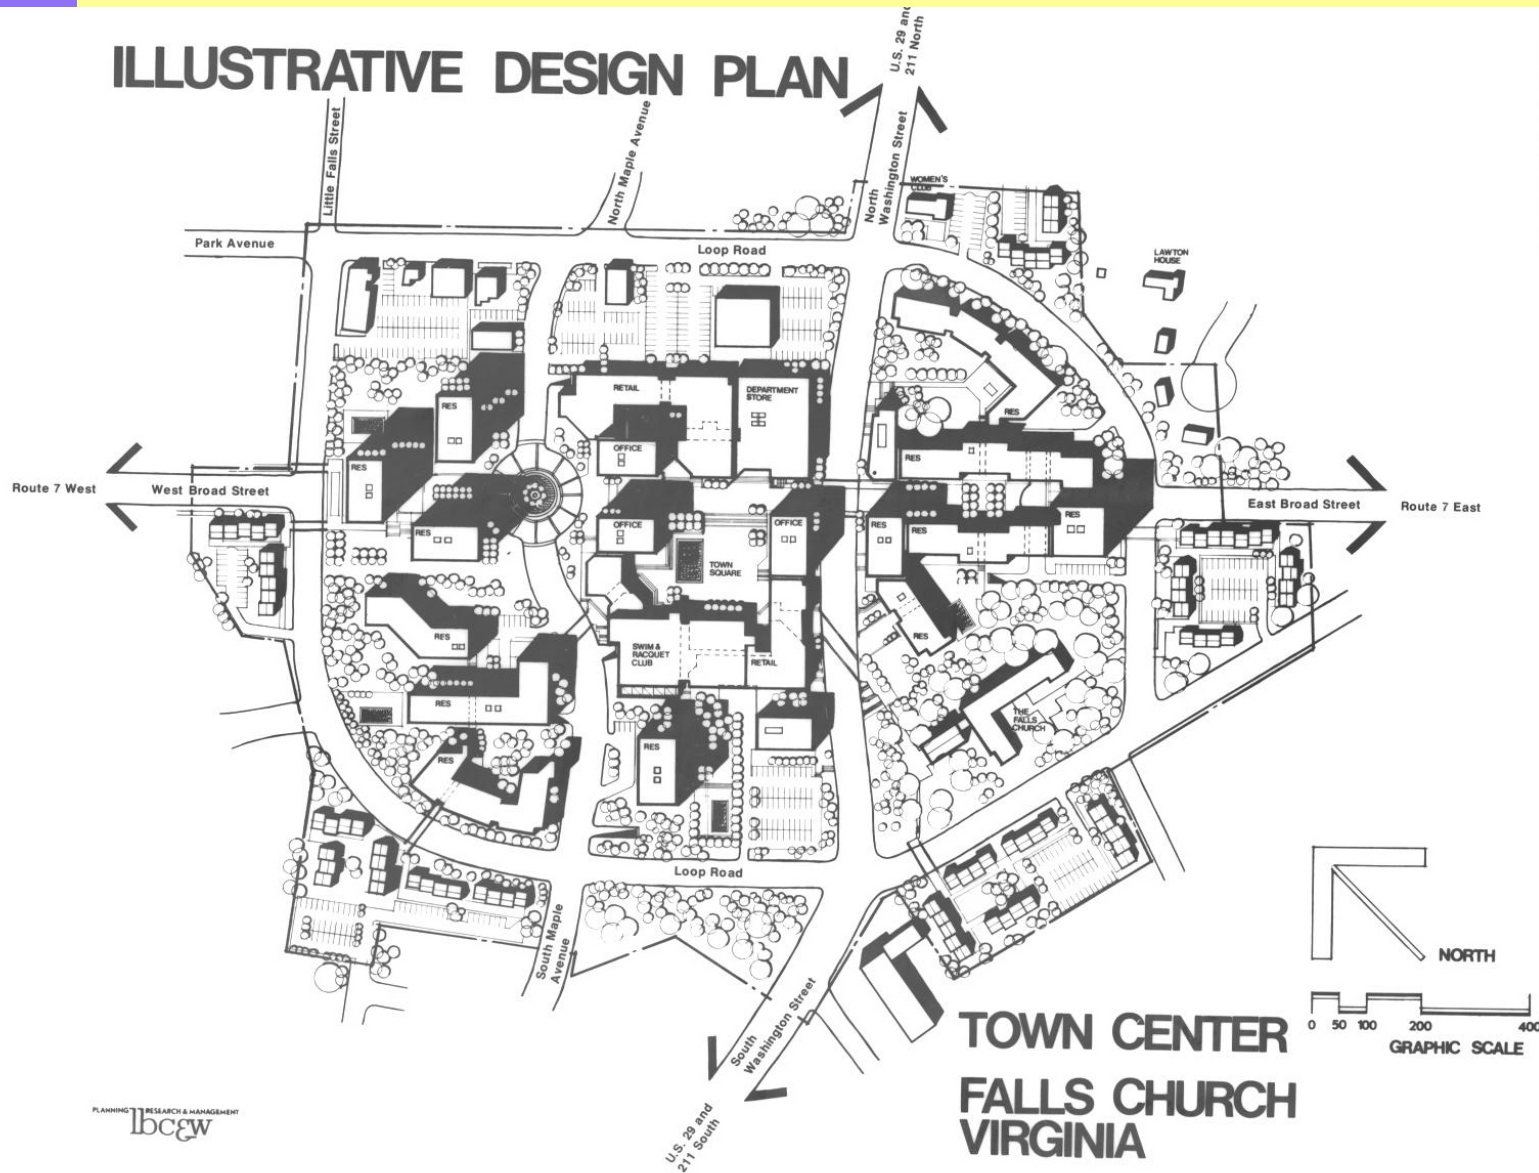 ILLUSTRATIVE DESIGN PLAN
U.S. 29 and
211 North
Little Falls Street
North Maple Avenue
North
Washington Street
WOMEN'S
CLUB
Park Avenue
Loop Road
LAWTON
HOUSE
RETAIL
DEPARTMENT
STORE
RES
RES
OFFICE
RES
RES
Route 7 West
West Broad Street
East Broad Street
Route 7 East
RES
OFFICE
OFFICE
RES
RES
RES
TOWN
SQUARE
RES
RES
SWIM &
RACQUET
CLUB
RETAIL
RES
THE
FALLS
CHURCH
RES
RES
Loop Road
South Maple
Avenue
South
Washington Street
U.S. 29 and
211 South
NORTH
0 50 100 200 400
GRAPHIC SCALE
TOWN CENTER
FALLS CHURCH
VIRGINIA
PLANNING RESEARCH & MANAGEMENT
lbc&w